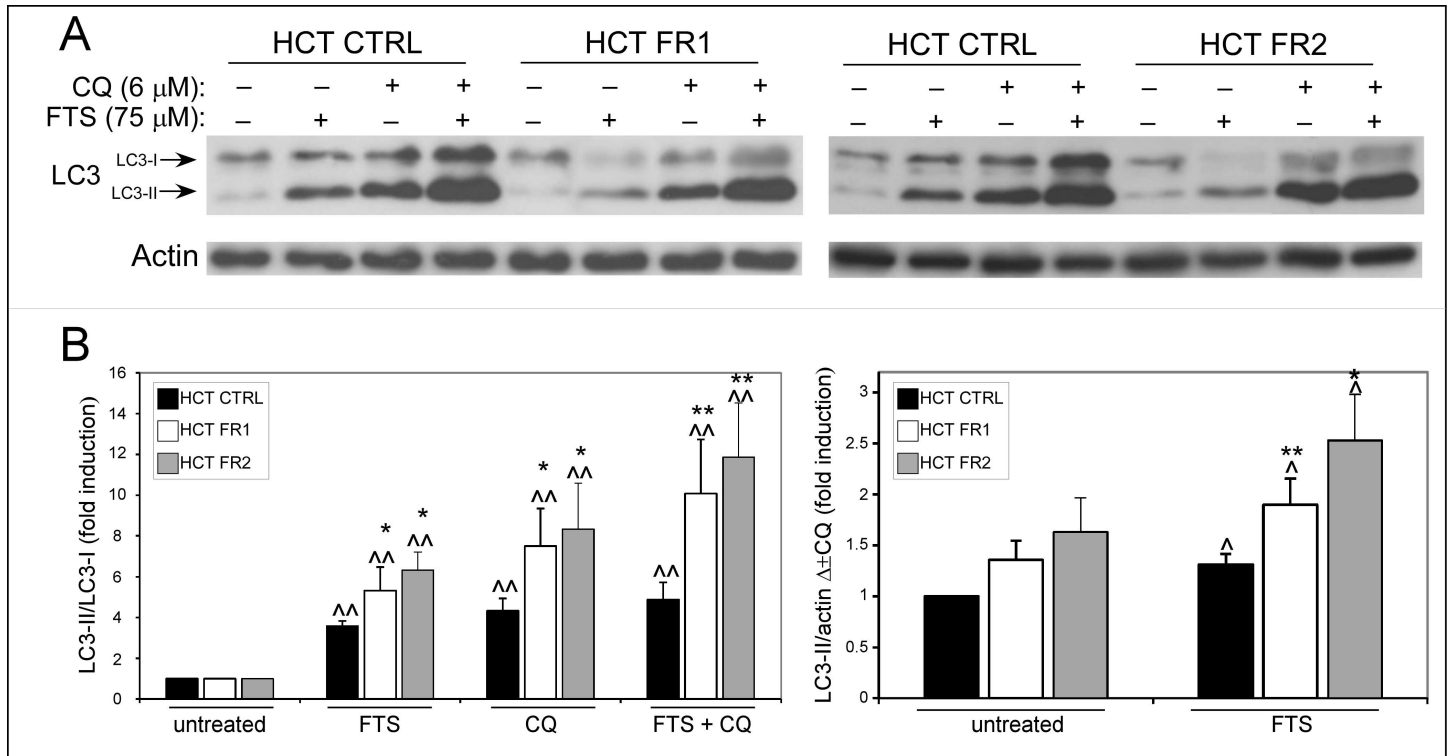 A
HCT CTRL HCT FR1 HCT CTRL HCT FR2
CQ (6 μM): – – + + – – + + – – + + – – + +
FTS (75 μM): – + – + – + – + – + – + – + – +
LC3
LC3-I
LC3-II
Actin
B
LC3-II/LC3-I (fold induction)
16
14
12
10
8
6
4
2
0
HCT CTRL
HCT FR1
HCT FR2
^^ ^^ * ^^ *
^^ ^^ * ^^ *
^^ ^^ ** ^^ **
untreated FTS CQ FTS + CQ
LC3-II/actin Δ±CQ (fold induction)
3
2.5
2
1.5
1
0.5
0
HCT CTRL
HCT FR1
HCT FR2
^ ^ ** ^ *
untreated FTS